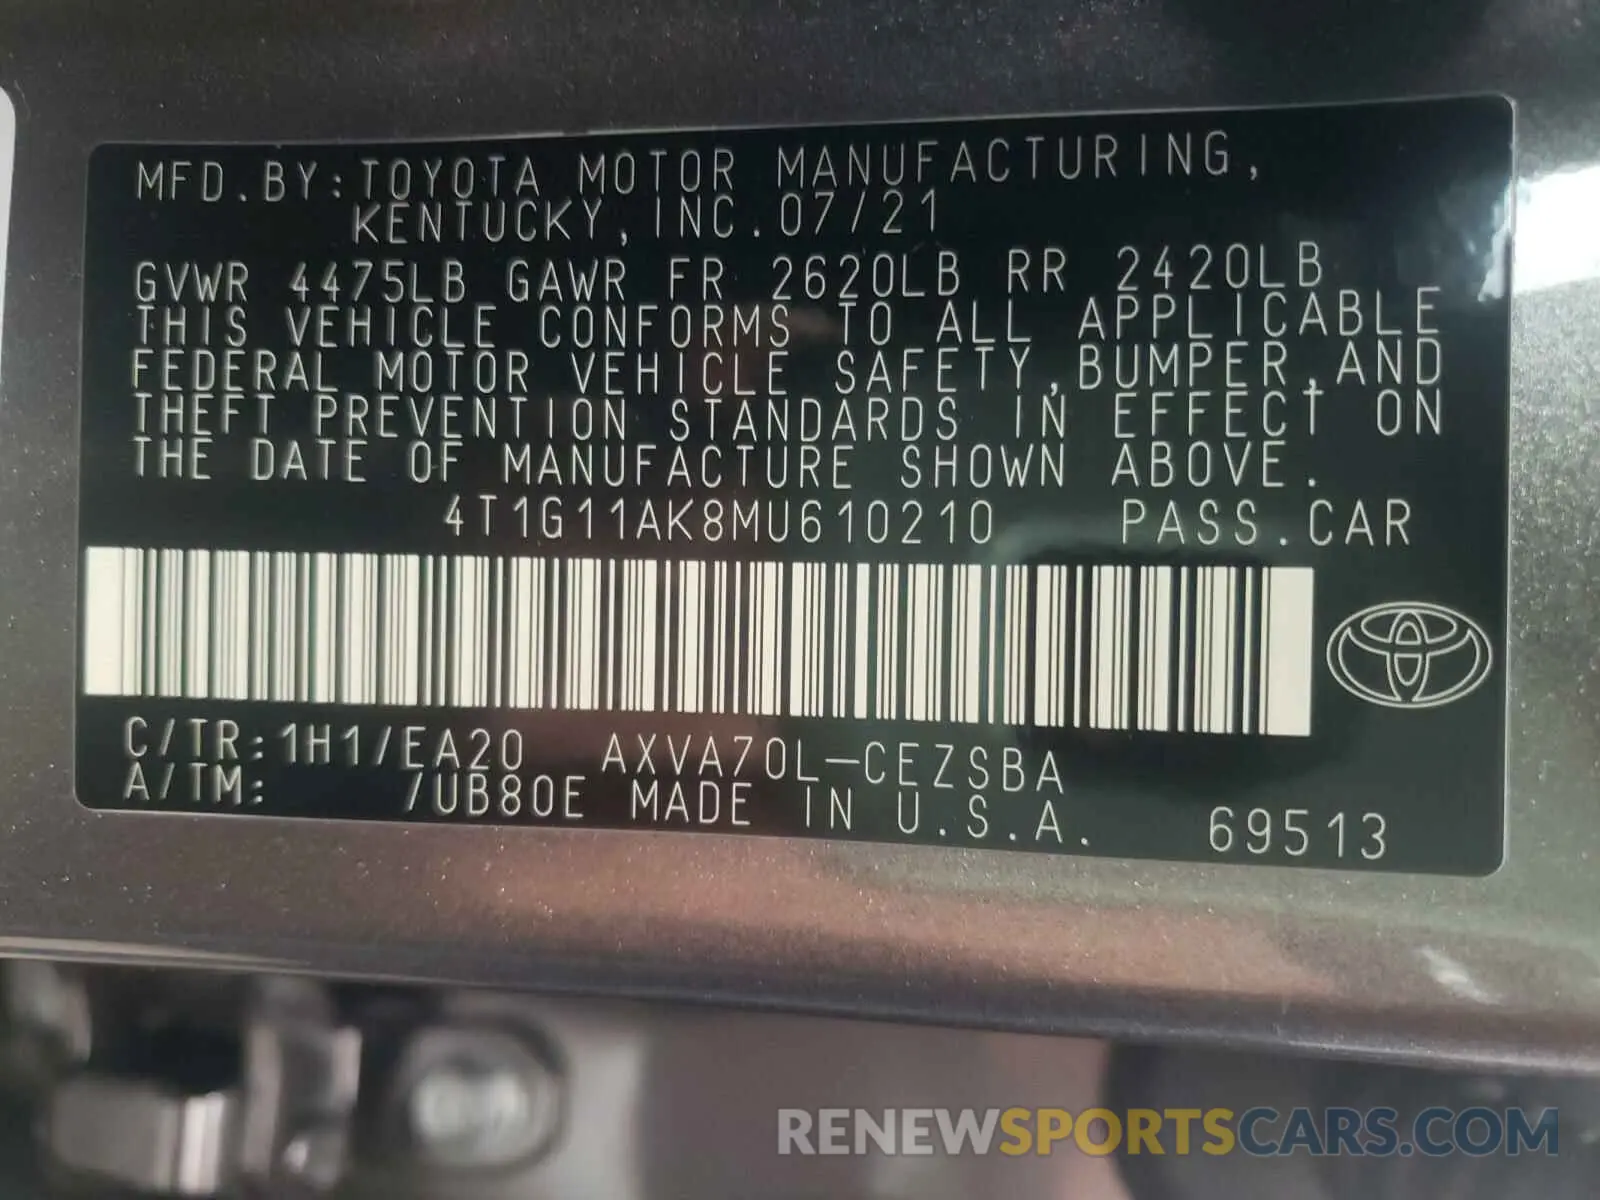 MFD.BY:TOYOTA MOTOR MANUFACTURING,
KENTUCKY, INC.07/21
GVWR 4475LB GAWR FR 2620LB RR 2420LB
THIS VEHICLE CONFORMS TO ALL APPLICABLE
FEDERAL MOTOR VEHICLE SAFETY,BUMPER,AND
THEFT PREVENTION STANDARDS IN EFFECT ON
THE DATE OF MANUFACTURE SHOWN ABOVE.
4T1G11AK8MU610210 PASS.CAR
C/TR:1H1/EA20 AXVA70L-CEZSBA
A/TM: /UB80E MADE IN U.S.A. 69513
RENEWSPORTSCARS.COM